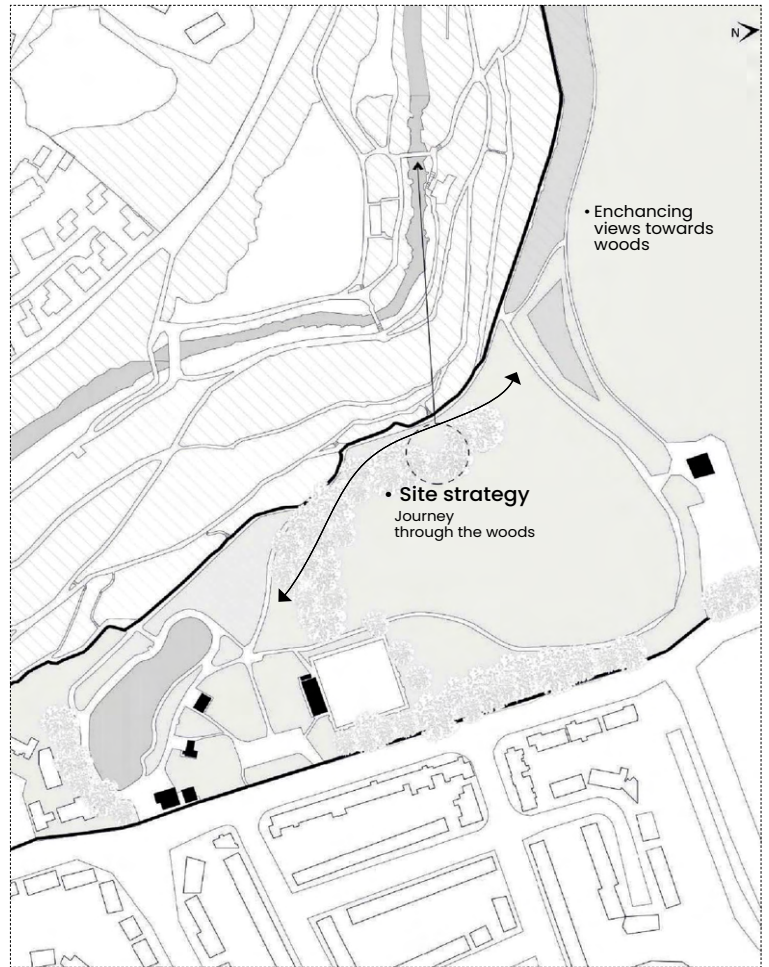 N
• Enchancing
views towards
woods
• Site strategy
Journey
through the woods